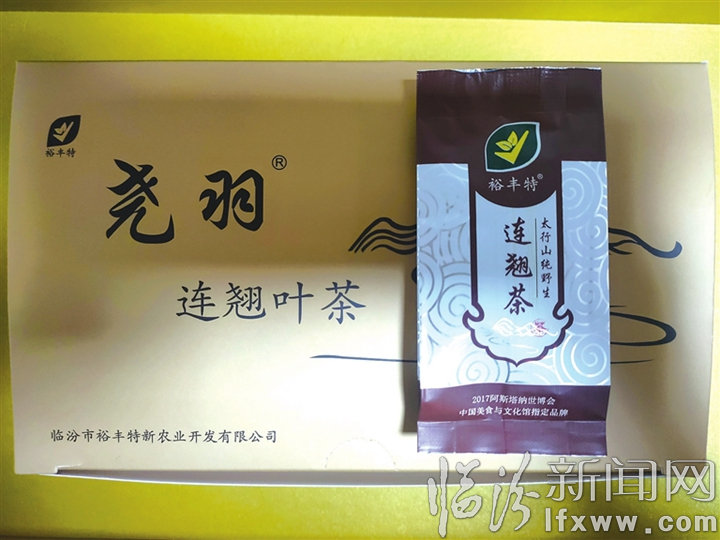 裕丰特
尧羽®
连翘叶茶
临汾市裕丰特新农业开发有限公司
裕丰特®
太行山纯野生
连翘茶
2017阿斯塔纳世博会
中国美食与文化馆指定品牌
临汾新闻网
lfxww.com